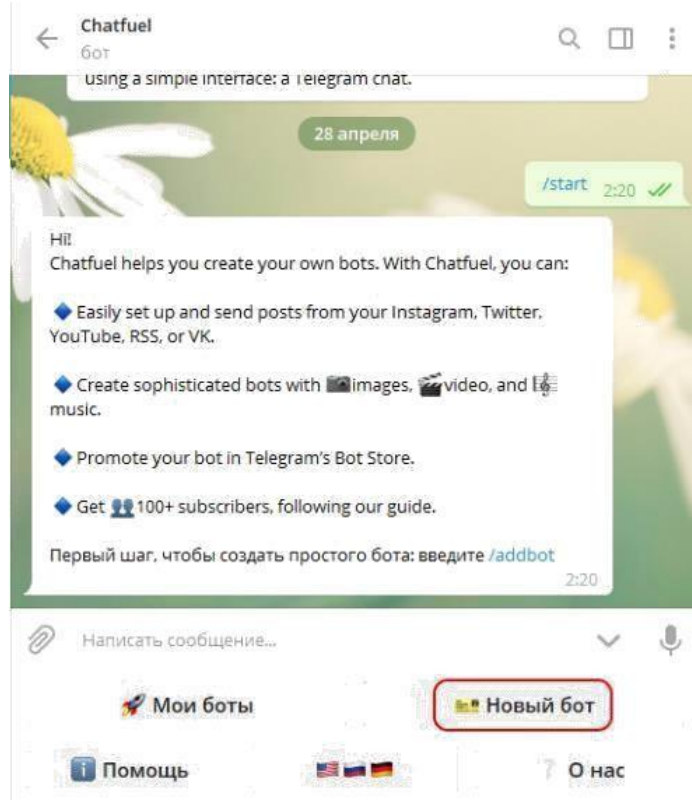 Chatfuel
бот
using a simple interface: a Telegram chat.
28 апреля
/start 2:20
Hi!
Chatfuel helps you create your own bots. With Chatfuel, you can:
Easily set up and send posts from your Instagram, Twitter,
YouTube, RSS, or VK.
Create sophisticated bots with images, video, and
music.
Promote your bot in Telegram's Bot Store.
Get 100+ subscribers, following our guide.
Первый шаг, чтобы создать простого бота: введите /addbot
2:20
Написать сообщение...
Мои боты Новый бот
Помощь ? О нас